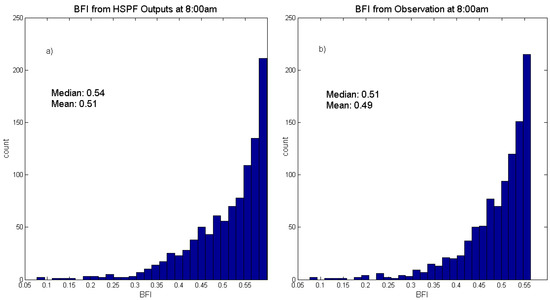 BFI from HSPF Outputs at 8:00am
a)
Median: 0.54
Mean: 0.51
count
250
200
150
100
50
0
0.05 0.1 0.15 0.2 0.25 0.3 0.35 0.4 0.45 0.5 0.55
BFI
BFI from Observation at 8:00am
b)
Median: 0.51
Mean: 0.49
count
250
200
150
100
50
0
0.05 0.1 0.15 0.2 0.25 0.3 0.35 0.4 0.45 0.5 0.55
BFI